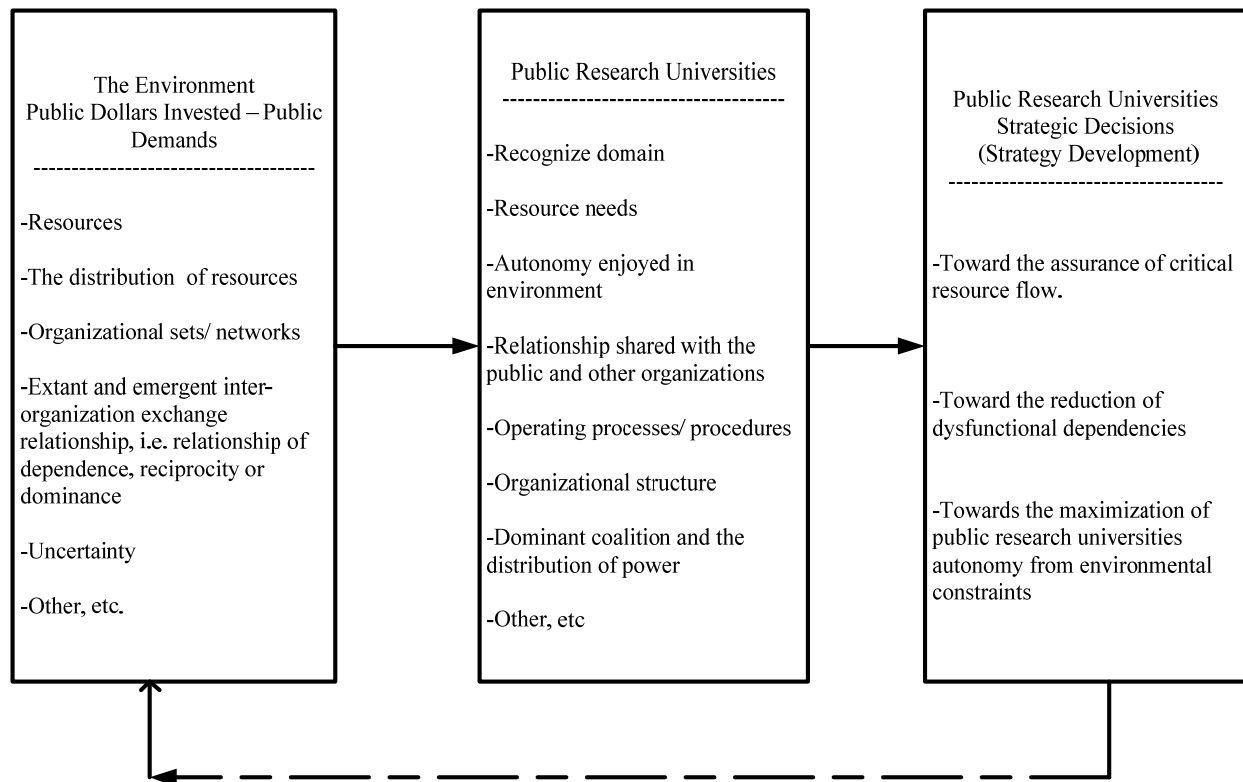 The Environment
Public Dollars Invested – Public
Demands
-Resources
-The distribution of resources
-Organizational sets/ networks
-Extant and emergent inter-
organization exchange
relationship, i.e. relationship of
dependence, reciprocity or
dominance
-Uncertainty
-Other, etc.
Public Research Universities
-Recognize domain
-Resource needs
-Autonomy enjoyed in
environment
-Relationship shared with the
public and other organizations
-Operating processes/ procedures
-Organizational structure
-Dominant coalition and the
distribution of power
-Other, etc
Public Research Universities
Strategic Decisions
(Strategy Development)
-Toward the assurance of critical
resource flow.
-Toward the reduction of
dysfunctional dependencies
-Towards the maximization of
public research universities
autonomy from environmental
constraints